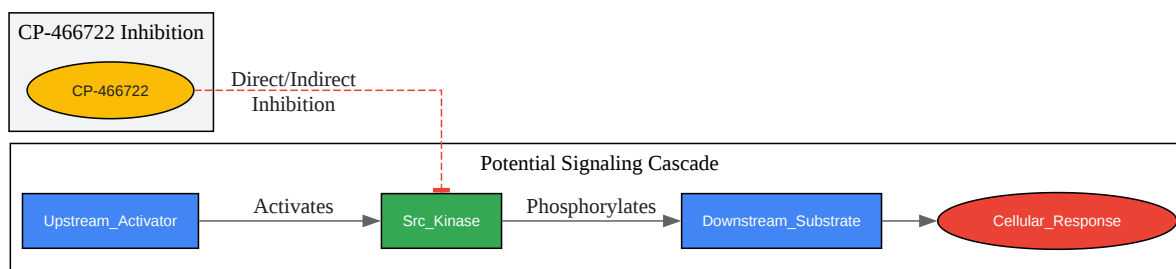 CP-466722 Inhibition
CP-466722
Direct/Indirect
Inhibition
Potential Signaling Cascade
Upstream_Activator
Activates
Src_Kinase
Phosphorylates
Downstream_Substrate
Cellular_Response